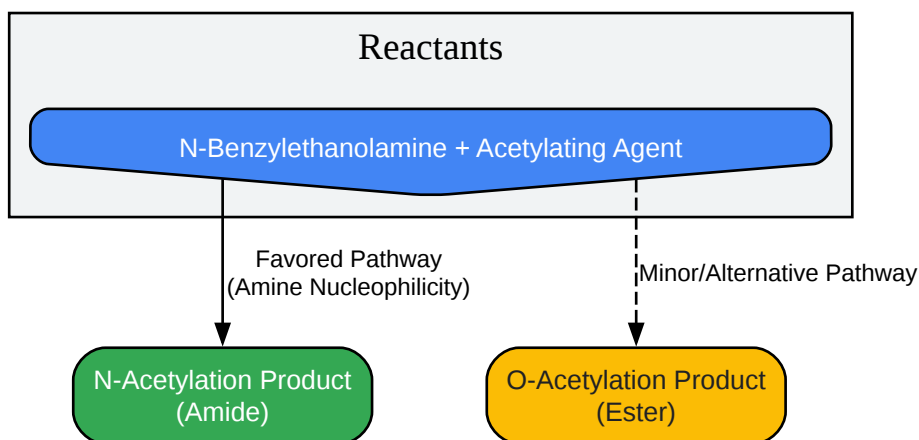 Reactants
N-Benzylethanolamine + Acetylating Agent
Favored Pathway
(Amine Nucleophilicity)
Minor/Alternative Pathway
N-Acetylation Product
(Amide)
O-Acetylation Product
(Ester)